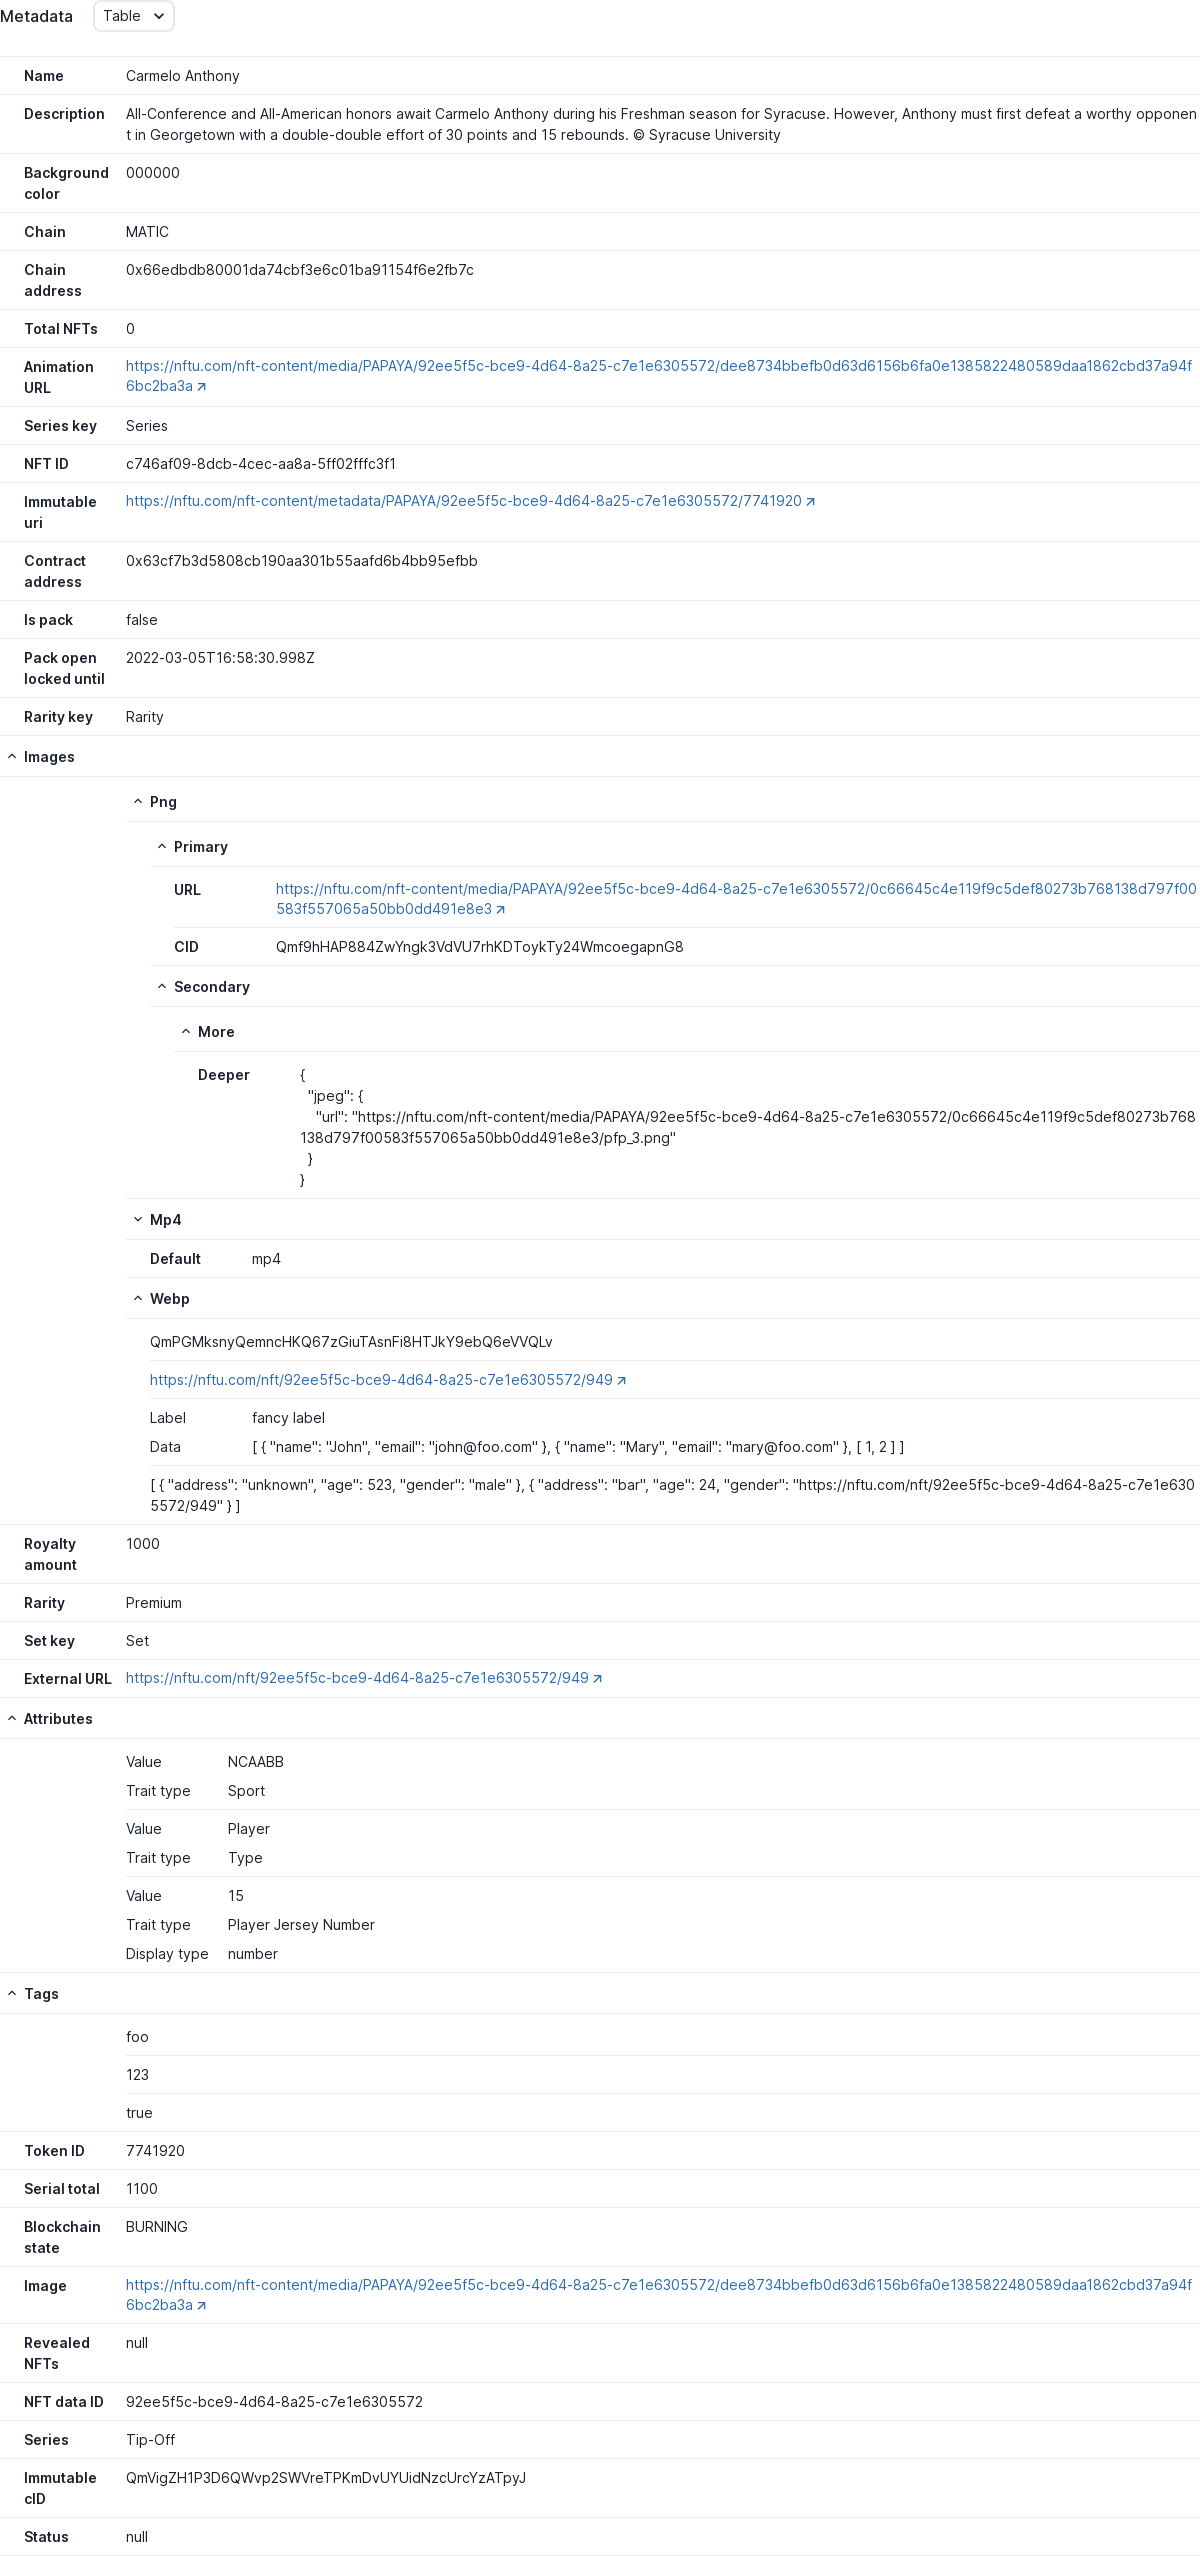 Metadata Table
Name Carmelo Anthony
Description All-Conference and All-American honors await Carmelo Anthony during his Freshman season for Syracuse. However, Anthony must first defeat a worthy opponen
t in Georgetown with a double-double effort of 30 points and 15 rebounds. © Syracuse University
Background 000000
color
Chain MATIC
Chain 0x66edbdb80001da74cbf3e6c01ba91154f6e2fb7c
address
Total NFTs 0
Animation https://nftu.com/nft-content/media/PAPAYA/92ee5f5c-bce9-4d64-8a25-c7e1e6305572/dee8734bbefb0d63d6156b6fa0e1385822480589daa1862cbd37a94f
URL 6bc2ba3a
Series key Series
NFT ID c746af09-8dcb-4cec-aa8a-5ff02fffc3f1
Immutable https://nftu.com/nft-content/metadata/PAPAYA/92ee5f5c-bce9-4d64-8a25-c7e1e6305572/7741920
uri
Contract 0x63cf7b3d5808cb190aa301b55aafd6b4bb95efbb
address
Is pack false
Pack open 2022-03-05T16:58:30.998Z
locked until
Rarity key Rarity
Images
Png
Primary
URL https://nftu.com/nft-content/media/PAPAYA/92ee5f5c-bce9-4d64-8a25-c7e1e6305572/0c66645c4e119f9c5def80273b768138d797f00
583f557065a50bb0dd491e8e3
CID Qmf9hHAP884ZwYngk3VdVU7rhKDToykTy24WmcoegapnG8
Secondary
More
Deeper {
"jpeg": {
"url": "https://nftu.com/nft-content/media/PAPAYA/92ee5f5c-bce9-4d64-8a25-c7e1e6305572/0c66645c4e119f9c5def80273b768
138d797f00583f557065a50bb0dd491e8e3/pfp_3.png"
}
}
Mp4
Default mp4
Webp
QmPGMksnyQemncHKQ67zGiuTAsnFi8HTJkY9ebQ6eVVQLv
https://nftu.com/nft/92ee5f5c-bce9-4d64-8a25-c7e1e6305572/949
Label fancy label
Data [ { "name": "John", "email": "john@foo.com" }, { "name": "Mary", "email": "mary@foo.com" }, [ 1, 2 ] ]
[ { "address": "unknown", "age": 523, "gender": "male" }, { "address": "bar", "age": 24, "gender": "https://nftu.com/nft/92ee5f5c-bce9-4d64-8a25-c7e1e630
5572/949" } ]
Royalty 1000
amount
Rarity Premium
Set key Set
External URL https://nftu.com/nft/92ee5f5c-bce9-4d64-8a25-c7e1e6305572/949
Attributes
Value NCAABB
Trait type Sport
Value Player
Trait type Type
Value 15
Trait type Player Jersey Number
Display type number
Tags
foo
123
true
Token ID 7741920
Serial total 1100
Blockchain BURNING
state
Image https://nftu.com/nft-content/media/PAPAYA/92ee5f5c-bce9-4d64-8a25-c7e1e6305572/dee8734bbefb0d63d6156b6fa0e1385822480589daa1862cbd37a94f
6bc2ba3a
Revealed null
NFTs
NFT data ID 92ee5f5c-bce9-4d64-8a25-c7e1e6305572
Series Tip-Off
Immutable QmVigZH1P3D6QWvp2SWVreTPKmDvUYUidNzcUrcYzATpyJ
cID
Status null